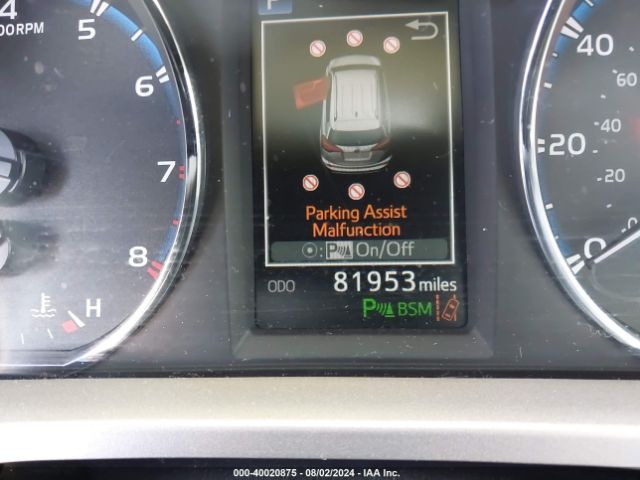 P
4
5
00RPM
6
7
8
H
Parking Assist
Malfunction
: P On/Off
ODO 81953 miles
P BSM
40
20
0
40
20
0
000-40020875 - 08/02/2024 - IAA Inc.